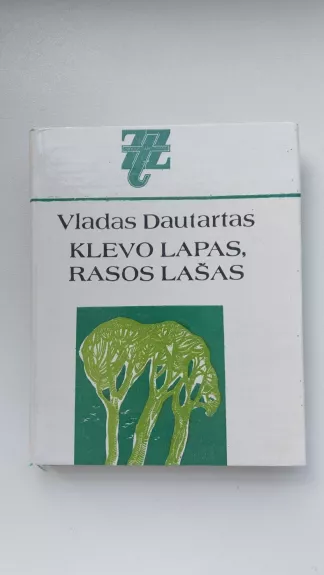 Vladas Dautartas
KLEVO LAPAS,
RASOS LAŠAS